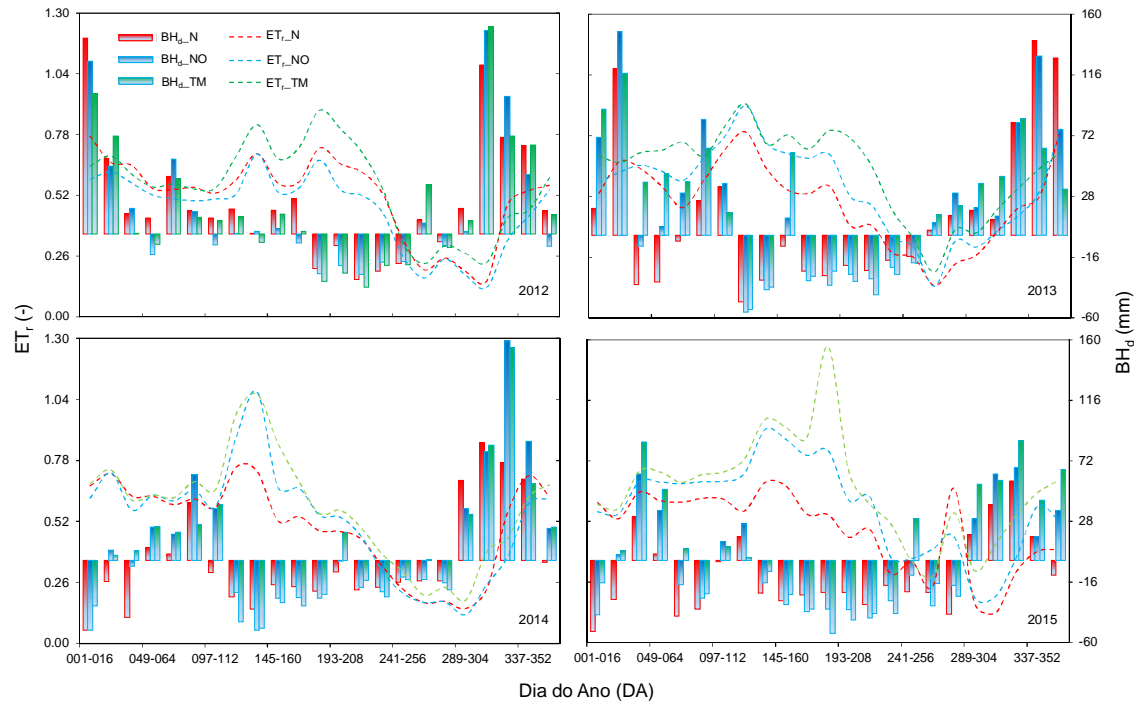 1.30
1.04
0.78
0.52
0.26
0.00
BHd_N
BHd_NO
BHd_TM
ETr_N
ETr_NO
ETr_TM
2012
160
116
72
28
-16
-60
2013
1.30
1.04
0.78
0.52
0.26
0.00
2014
160
116
72
28
-16
-60
2015
ETr (-)
BHd (mm)
001-016 049-064 097-112 145-160 193-208 241-256 289-304 337-352
001-016 049-064 097-112 145-160 193-208 241-256 289-304 337-352
Dia do Ano (DA)